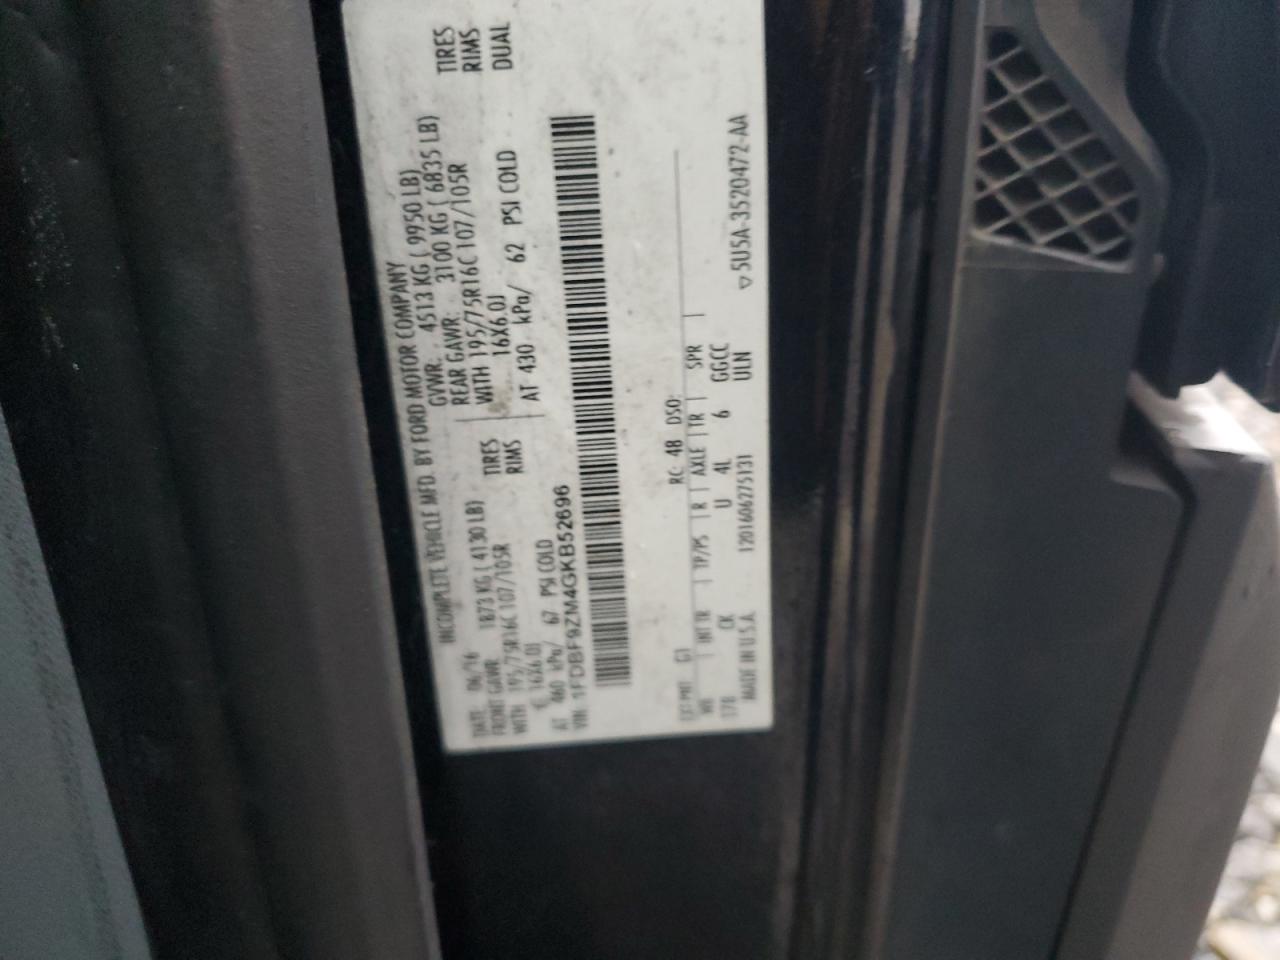 INCOMPLETE VEHICLE MFD. BY FORD MOTOR COMPANY
DATE: 06/16 GVWR: 4513 KG ( 9950 LB)
FRONT GAWR: 1873 KG ( 4130 LB) REAR GAWR: 3100 KG ( 6835 LB)
WITH 195/75R16C 107/105R TIRES WITH 195/75R16C 107/105R TIRES
16X6.0J RIMS 16X6.0J RIMS
AT 460 kPa/ 67 PSI COLD AT 430 kPa/ 62 PSI COLD DUAL
VIN: 1FDBF9ZM4GKB52696
EXT PNT: G1 RC: 48 DSO:
WB | INT TR | TP/PS | R | AXLE | TR | SPR |
178 CK U 4L 6 GGCC
MADE IN U.S.A. 1201606275131 ULN
▽5U5A-3520472-AA